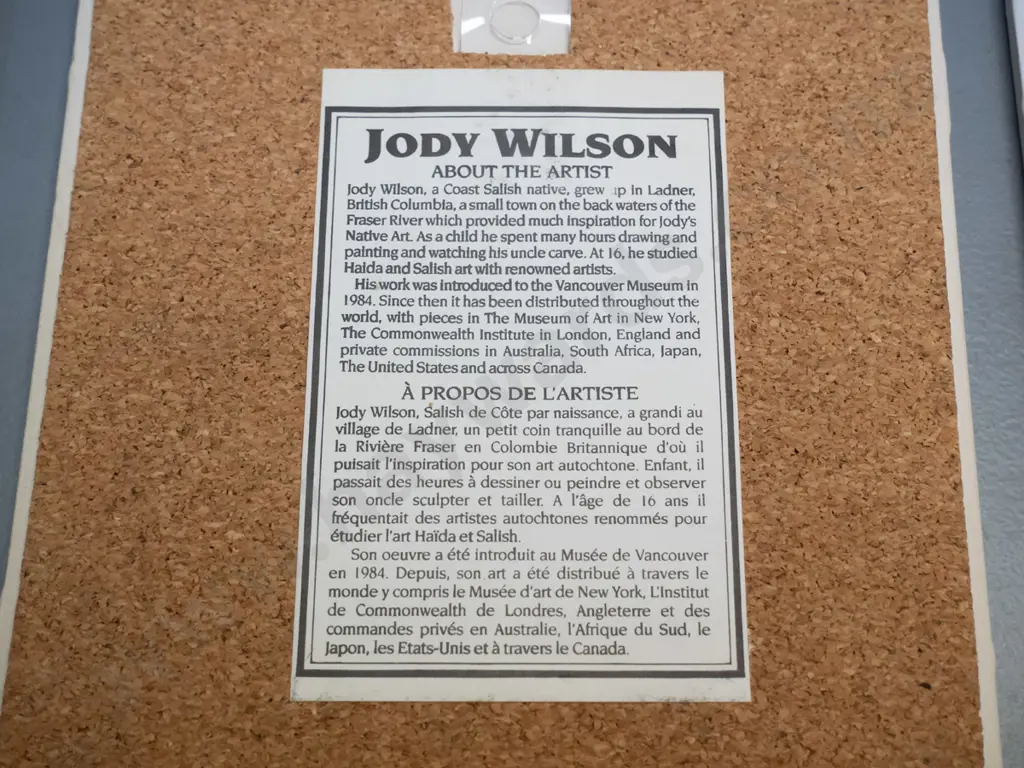 JODY WILSON
ABOUT THE ARTIST
Jody Wilson, a Coast Salish native, grew up in Ladner,
British Columbia, a small town on the back waters of the
Fraser River which provided much inspiration for Jody's
Native Art. As a child he spent many hours drawing and
painting and watching his uncle carve. At 16, he studied
Haida and Salish art with renowned artists.
His work was introduced to the Vancouver Museum in
1984. Since then it has been distributed throughout the
world, with pieces in The Museum of Art in New York,
The Commonwealth Institute in London, England and
private commissions in Australia, South Africa, Japan,
The United States and across Canada.
À PROPOS DE L'ARTISTE
Jody Wilson, Salish de Côte par naissance, a grandi au
village de Ladner, un petit coin tranquille au bord de
la Rivière Fraser en Colombie Britannique d'où il
puisait l'inspiration pour son art autochtone. Enfant, il
passait des heures à dessiner ou peindre et observer
son oncle sculpter et tailler. A l'âge de 16 ans il
fréquentait des artistes autochtones renommés pour
étudier l'art Haïda et Salish.
Son oeuvre a été introduit au Musée de Vancouver
en 1984. Depuis, son art a été distribué à travers le
monde y compris le Musée d'art de New York, L'Institut
de Commonwealth de Londres, Angleterre et des
commandes privés en Australie, l'Afrique du Sud, le
Japon, les Etats-Unis et à travers le Canada.